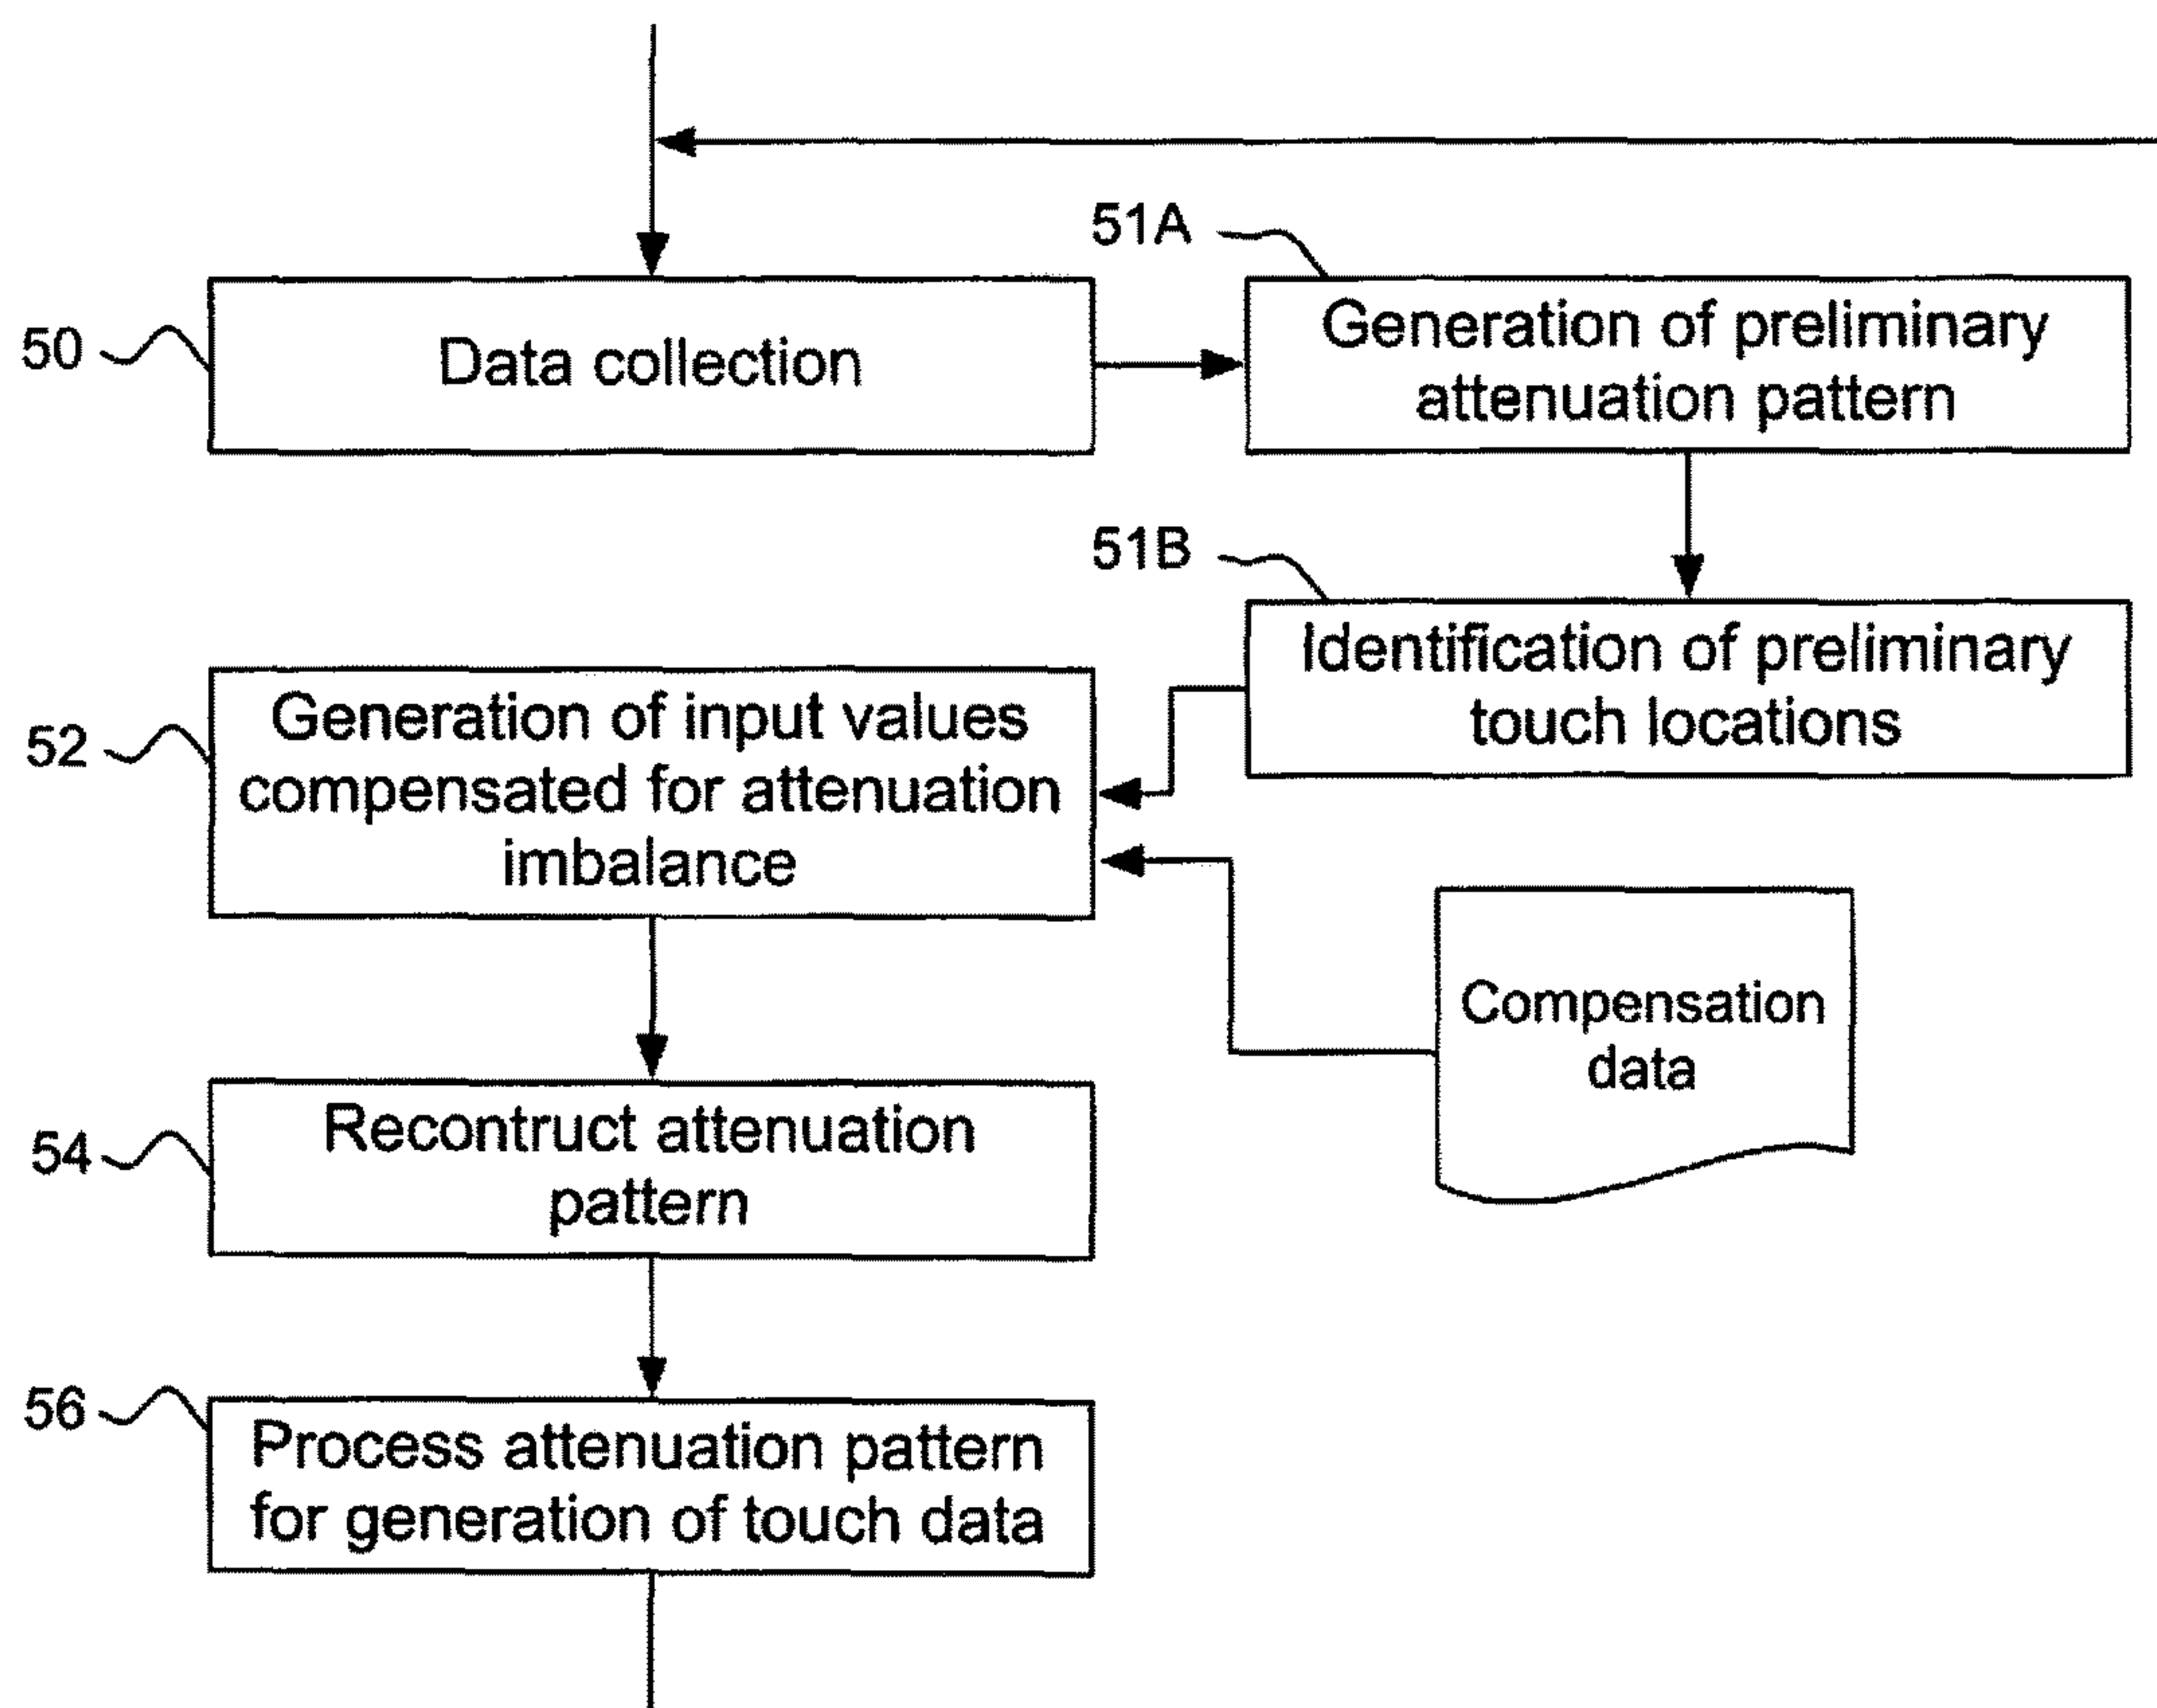 51A
50
Data collection
Generation of preliminary
attenuation pattern
51B
Identification of preliminary
touch locations
52
Generation of input values
compensated for attenuation
imbalance
Compensation
data
54
Recontruct attenuation
pattern
56
Process attenuation pattern
for generation of touch data